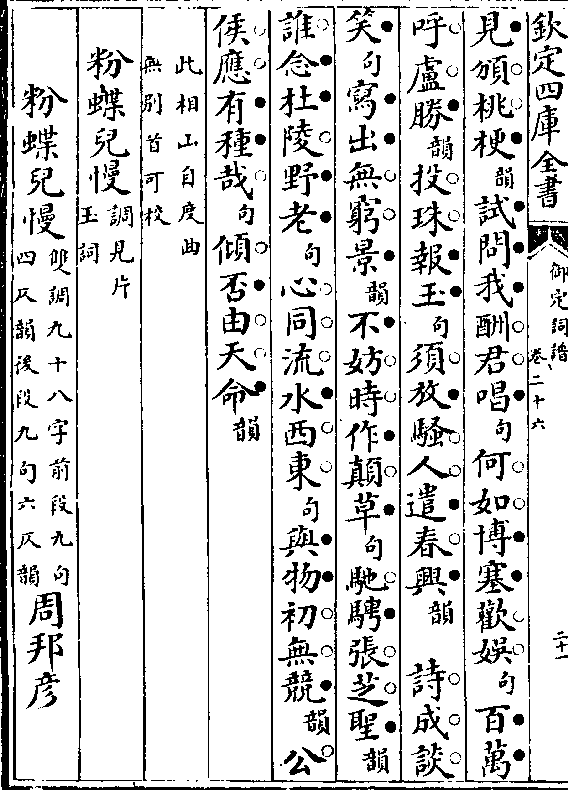 欽定四庫全書
御定詞譜
卷二十六
二十一
見頒桃梗韻試問我酬君唱句何如博塞歡娛句百萬
呼盧勝韻投珠報玉句須放騷人遣春興韻 詩成談
笑句寫出無窮景韻不妨時作顛草句馳騁張芝聖韻
誰念杜陵野老句心同流水西東句與物初無競韻公
侯應有種哉句傾否由天命韻
此相山自度曲
無別首可校
粉蝶兒慢調見片
玉詞
粉蝶兒慢雙調九十八字前段九句
四仄韻後段九句六仄韻周邦彥